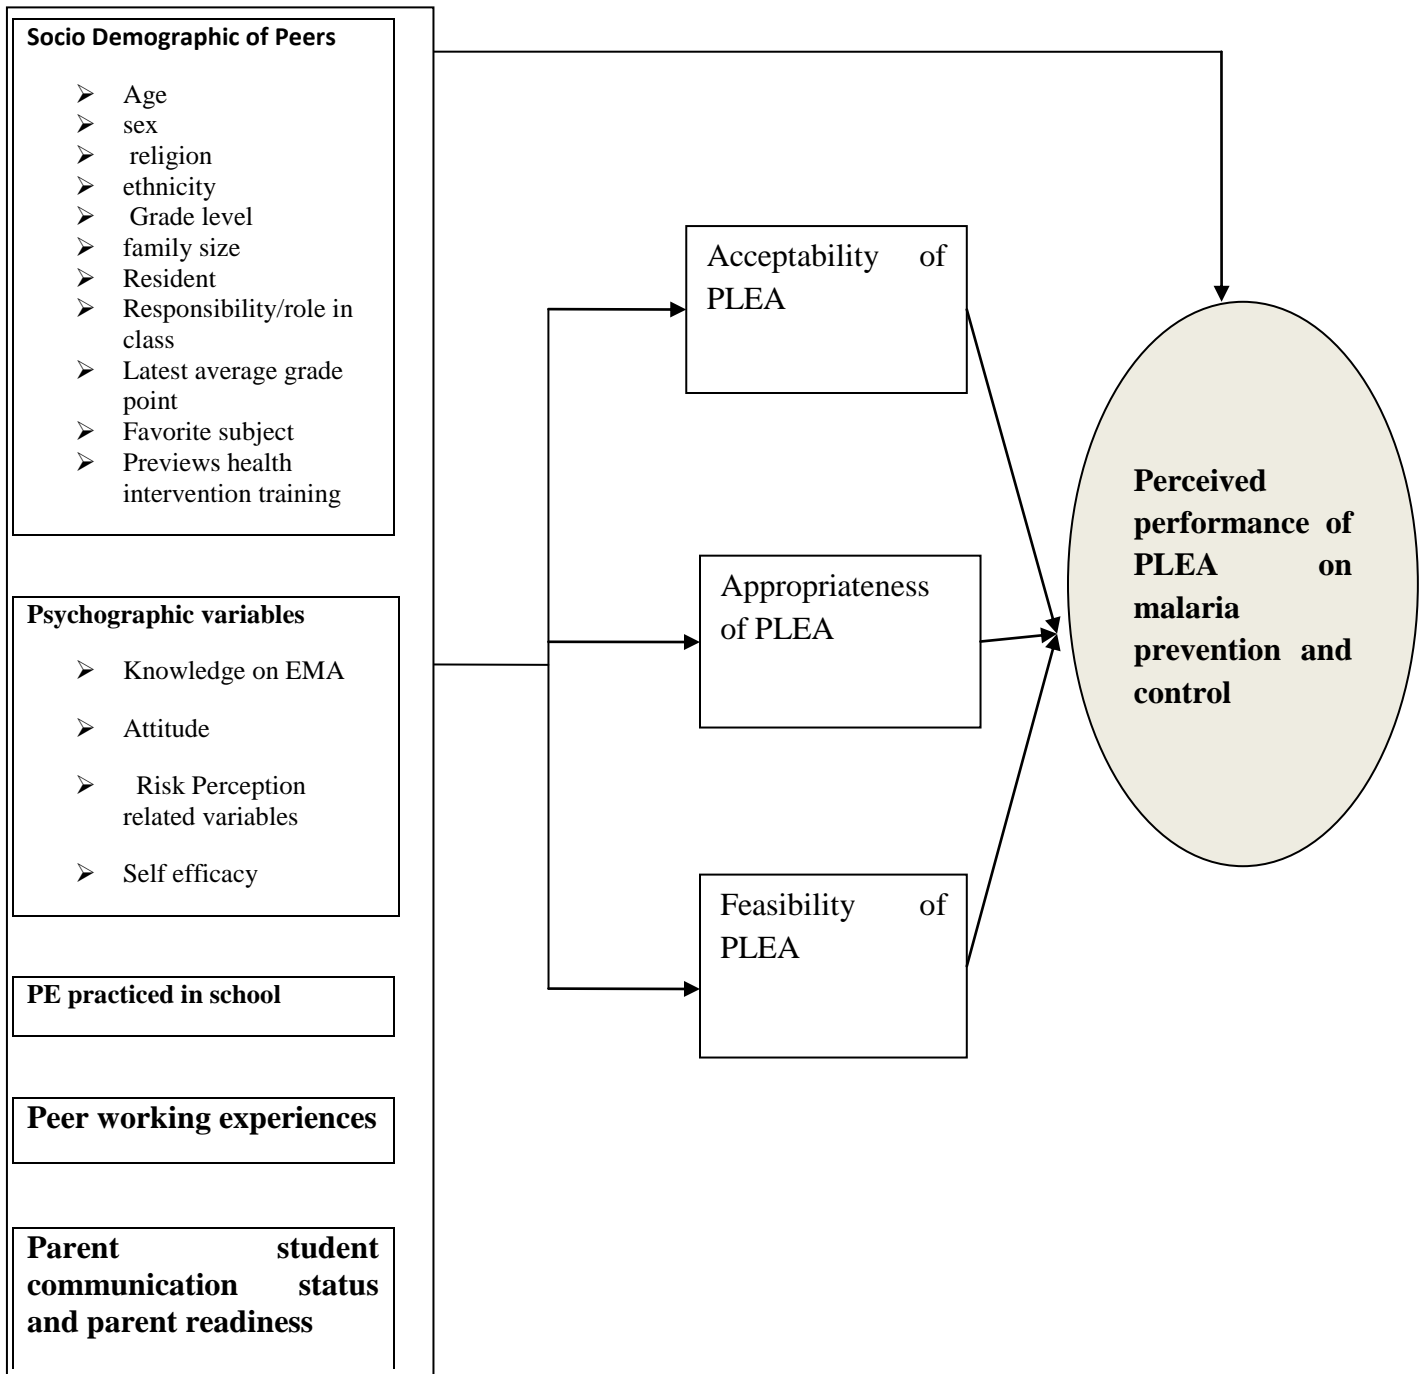 Socio Demographic of Peers
➢ Age
➢ sex
➢ religion
➢ ethnicity
➢ Grade level
➢ family size
➢ Resident
➢ Responsibility/role in
class
➢ Latest average grade
point
➢ Favorite subject
➢ Previews health
intervention training
Psychographic variables
➢ Knowledge on EMA
➢ Attitude
➢ Risk Perception
related variables
➢ Self efficacy
PE practiced in school
Peer working experiences
Parent student
communication status
and parent readiness
Acceptability of
PLEA
Appropriateness
of PLEA
Feasibility of
PLEA
Perceived
performance of
PLEA on
malaria
prevention and
control